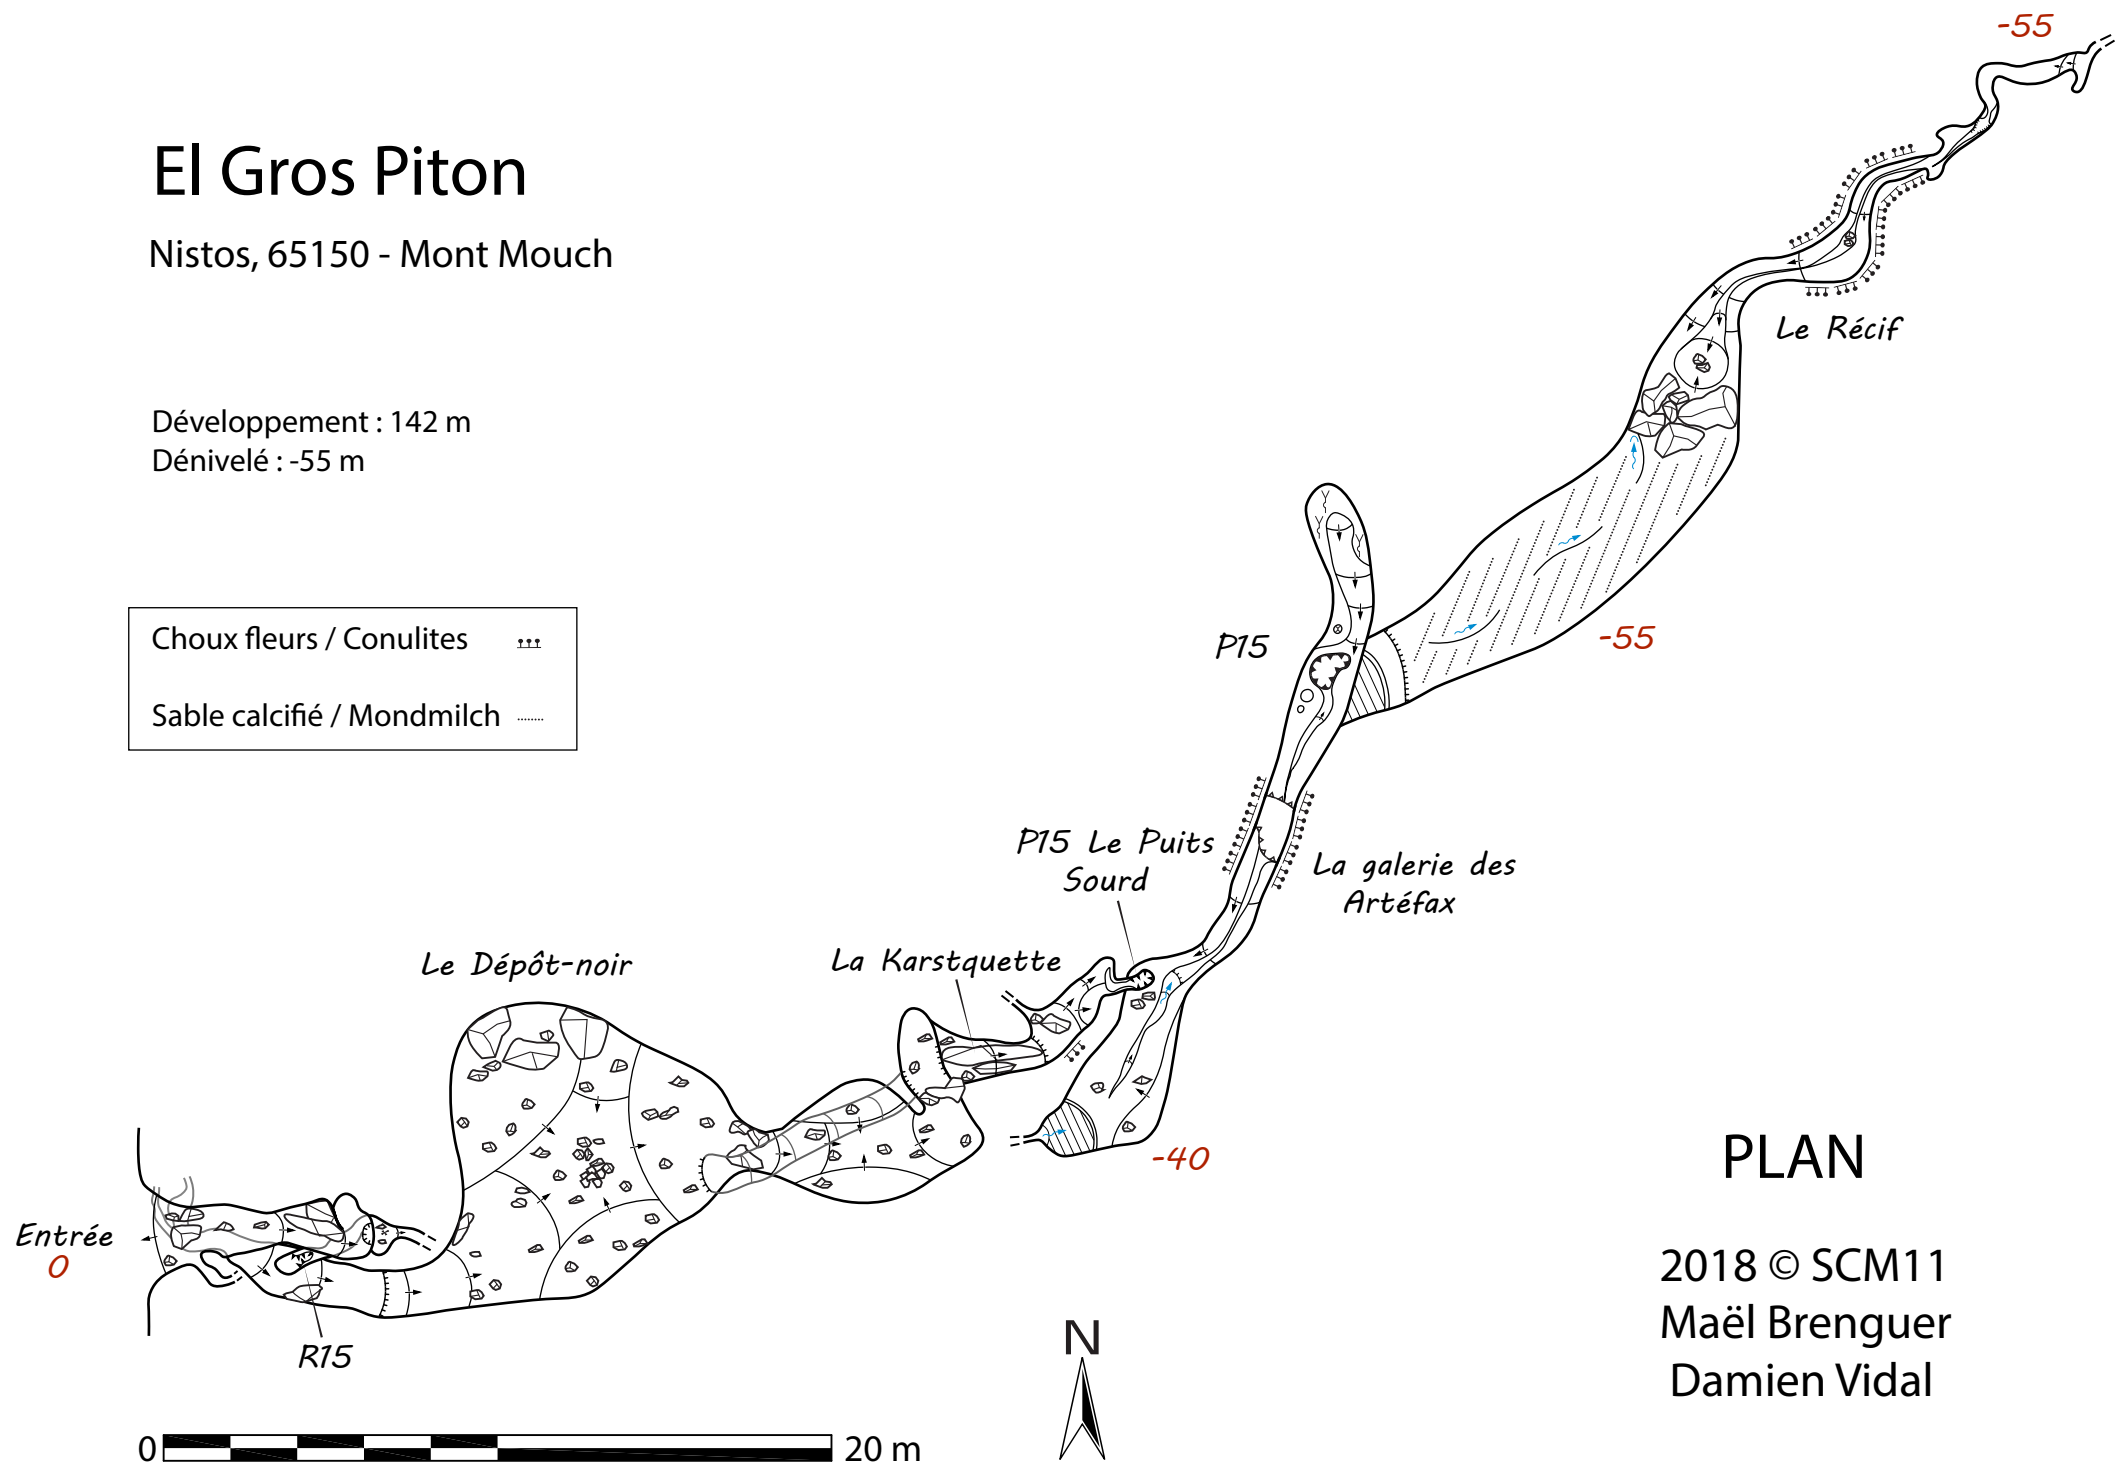 -55
El Gros Piton
Nistos, 65150 - Mont Mouch
Le Récif
Développement : 142 m
Dénivelé : -55 m
Choux fleurs / Conulites
Sable calcifié / Mondmilch
P15
-55
P15 Le Puits
Sourd
La galerie des
Artéfax
Le Dépôt-noir
La Karstquette
-40
Entrée
0
R15
N
0
20 m
PLAN
2018 © SCM11
Maël Brenguer
Damien Vidal